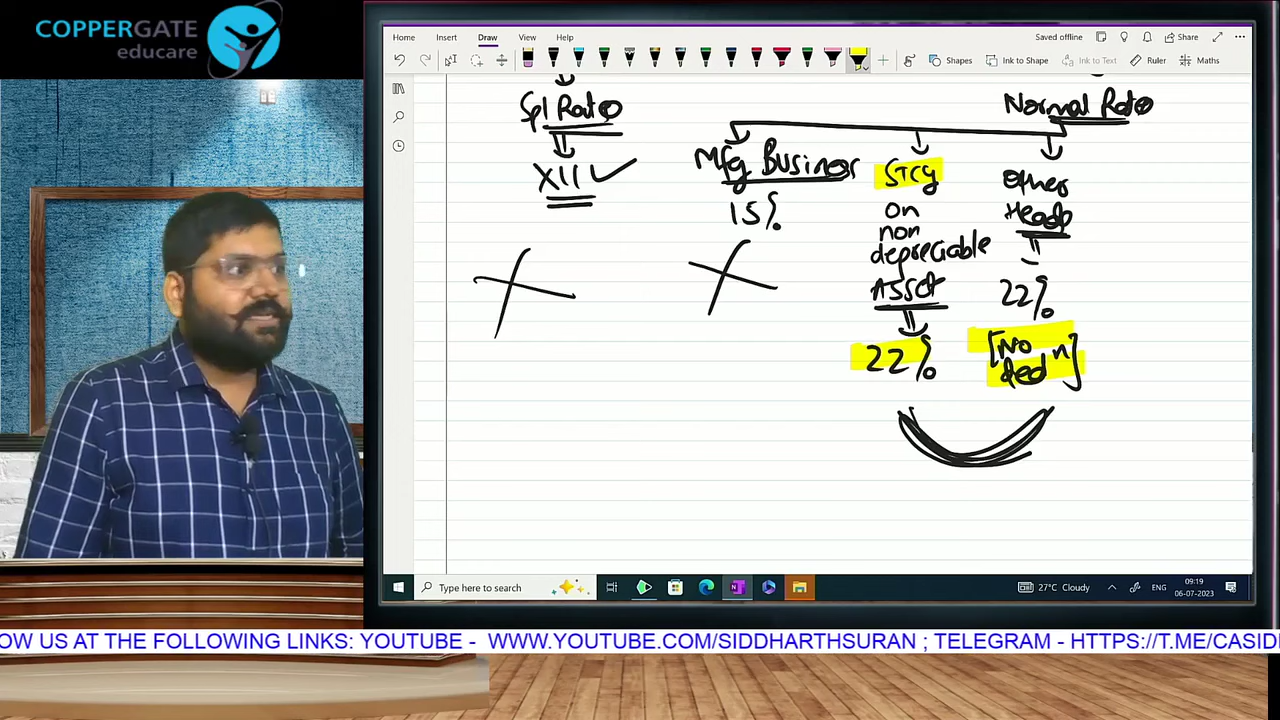 COPPERGATE
educare
Home Insert Draw View Help
Saved offline
Share
Shapes
Ink to Shape
Ink to Text
Ruler
Maths
Spl Rate
Normal Rate
XII
Mfg Business
15%
STCG
on
non
depreciable
Asset
22%
Other
Heads
22%
[No
dedn]
Type here to search
27°C Cloudy
ENG
09:19
06-07-2023
OW US AT THE FOLLOWING LINKS: YOUTUBE - WWW.YOUTUBE.COM/SIDDHARTHSURAN ; TELEGRAM - HTTPS://T.ME/CASID